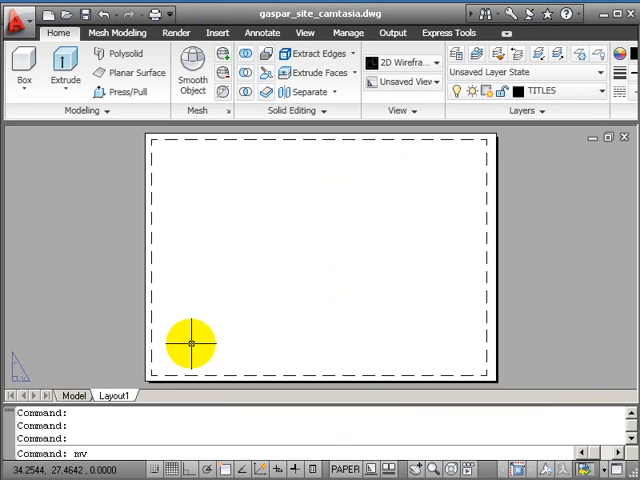 gaspar_site_camtasia.dwg
Home Mesh Modeling Render Insert Annotate View Manage Output Express Tools
Box
Extrude
Polysolid
Planar Surface
Press/Pull
Smooth
Object
Extract Edges
Extrude Faces
Separate
2D Wirefra...
Unsaved View
Unsaved Layer State
TITLES
Modeling Mesh Solid Editing View Layers
Model Layout1
Command:
Command:
Command:
Command: mv
34.2544, 27.4642, 0.0000
PAPER